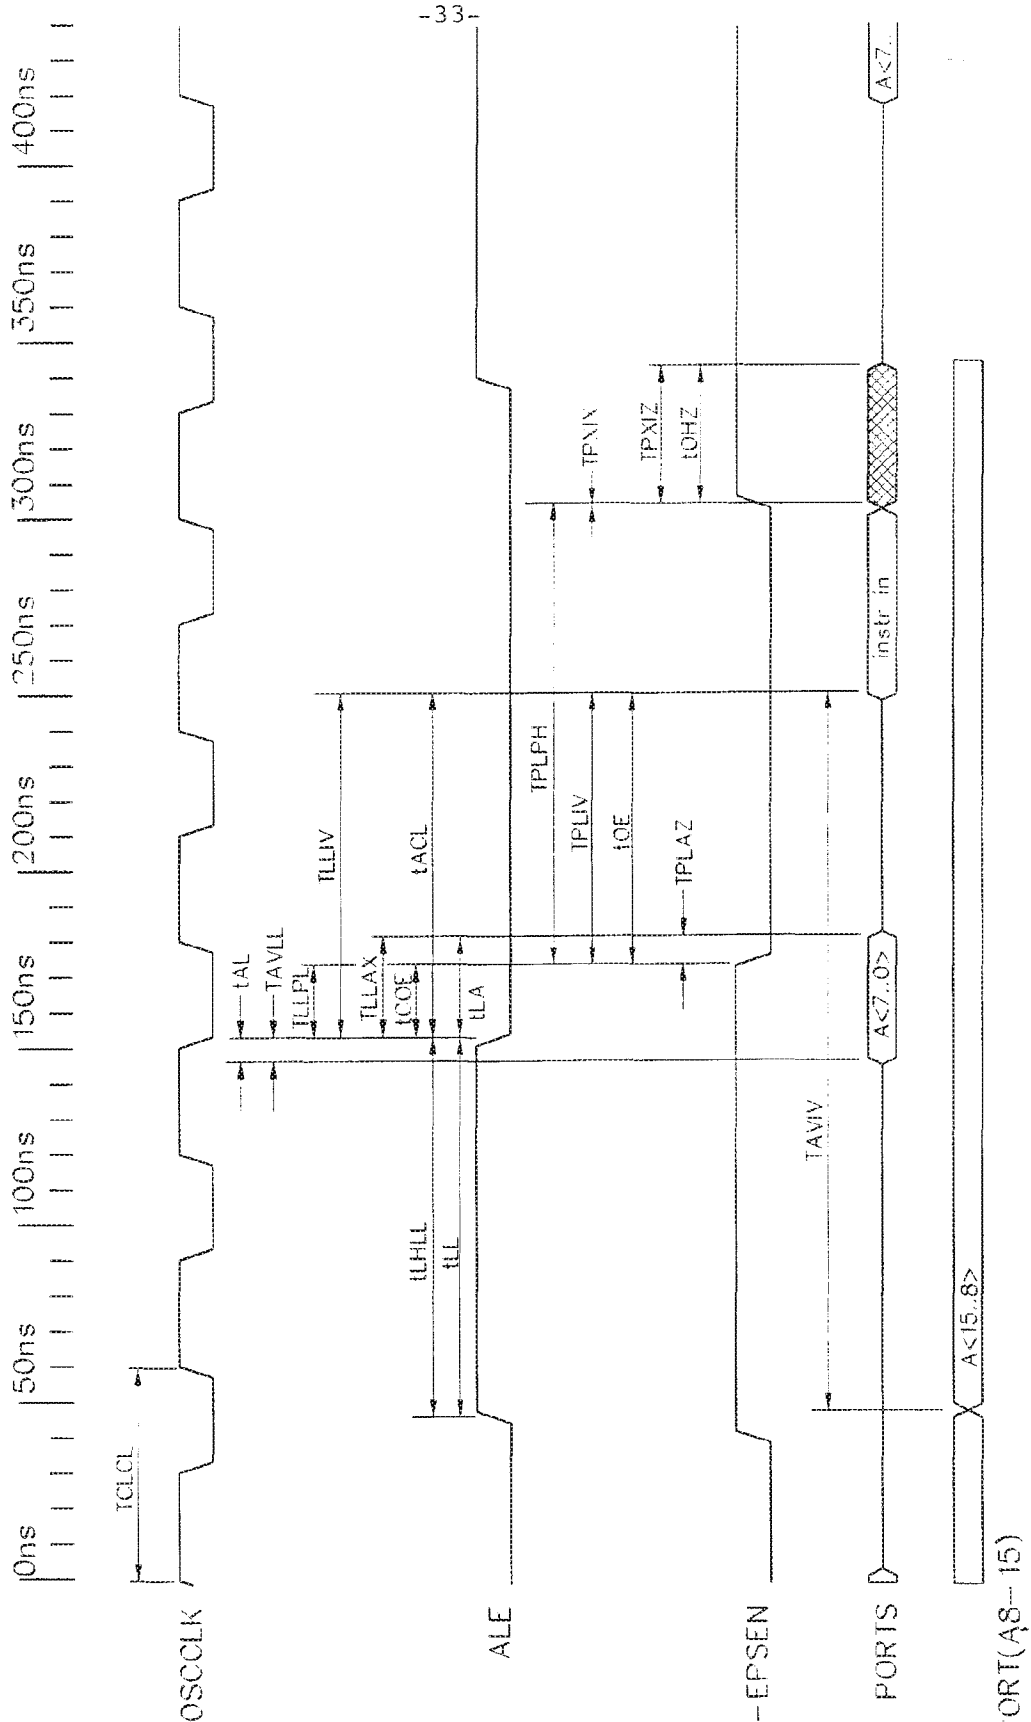 -33-
0ns 50ns 100ns 150ns 200ns 250ns 300ns 350ns 400ns
TCLCL
OSCCLK
tAL
TAVLL
TLLPL
TLLIV
TLLAX
tCOE
tLHLL
tACL
tLL
tLA
ALE
TPLPH
TPLIV
TPXIX
tOE
TPXIZ
TPLAZ
tOHZ
-EPSEN
TAVIV
PORTS
A<7..0>
instr in
A<7..
A<15..8>
ORT(A8-15)